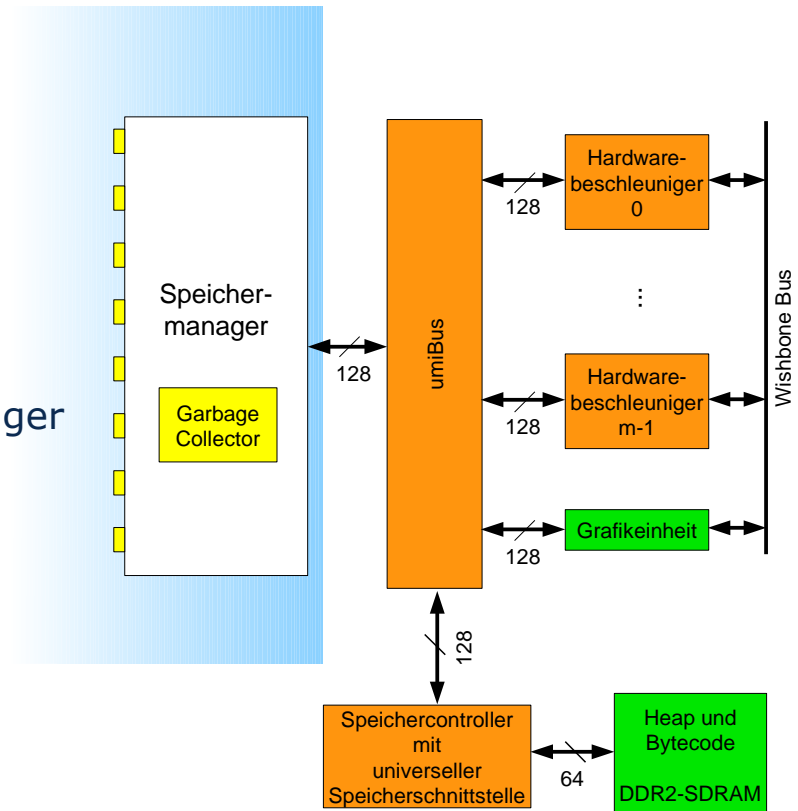 ger
Speicher-
manager
Garbage
Collector
128
umiBus
128
Hardware-
beschleuniger
0
...
128
Hardware-
beschleuniger
m-1
128
Grafikeinheit
Wishbone Bus
128
Speichercontroller
mit
universeller
Speicherschnittstelle
64
Heap und
Bytecode
DDR2-SDRAM